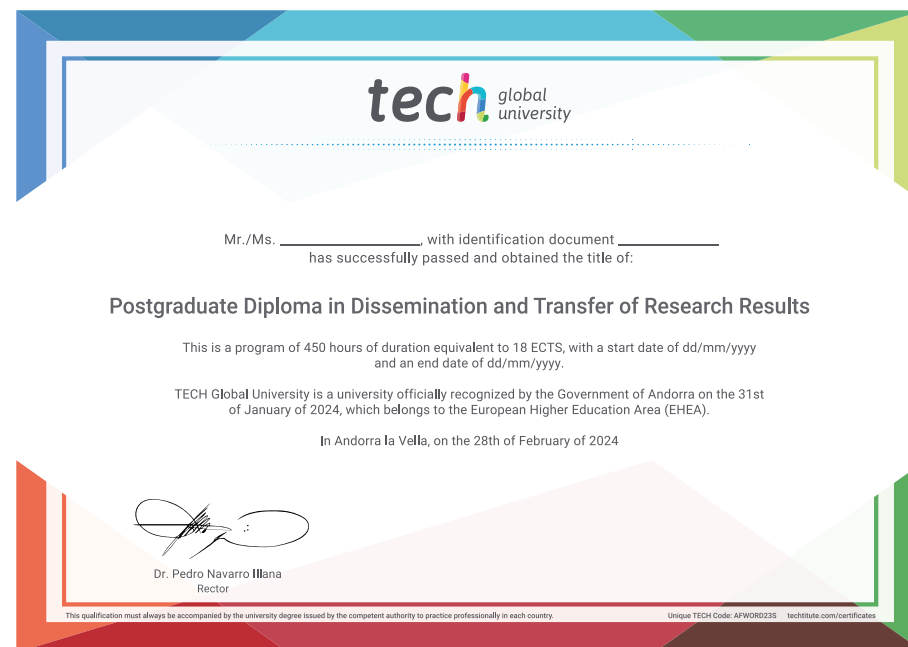 tech global university
Mr./Ms. ____________________, with identification document ______________
has successfully passed and obtained the title of:
Postgraduate Diploma in Dissemination and Transfer of Research Results
This is a program of 450 hours of duration equivalent to 18 ECTS, with a start date of dd/mm/yyyy
and an end date of dd/mm/yyyy.
TECH Global University is a university officially recognized by the Government of Andorra on the 31st
of January of 2024, which belongs to the European Higher Education Area (EHEA).
In Andorra la Vella, on the 28th of February of 2024
Dr. Pedro Navarro Illana
Rector
This qualification must always be accompanied by the university degree issued by the competent authority to practice professionally in each country.
Unique TECH Code: AFWORD23S techtitute.com/certificates